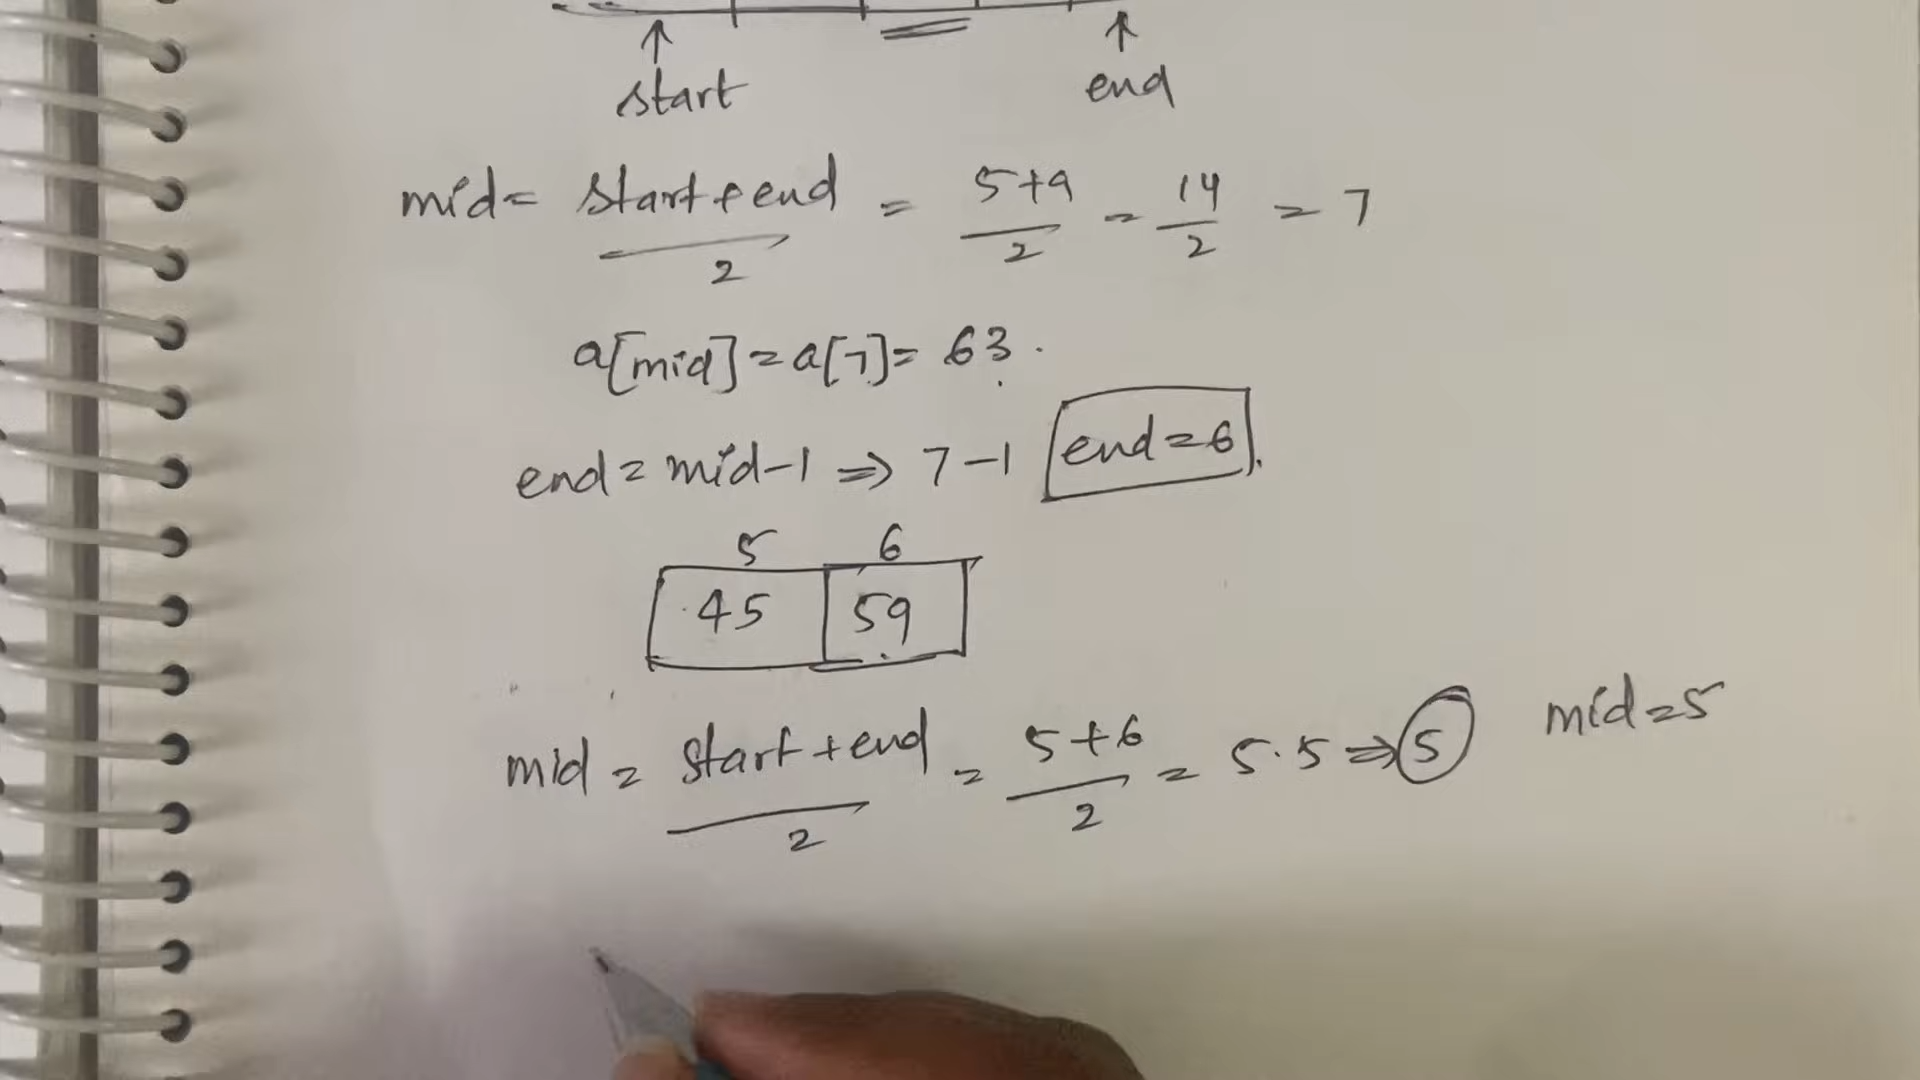 start end
mid = start+end/2 = 5+9/2 = 14/2 = 7
a[mid] = a[7] = 63.
end = mid-1 ⇒ 7-1 end=6.
5 6
45 59
mid = start+end/2 = 5+6/2 = 5.5 ⇒ 5 mid=5